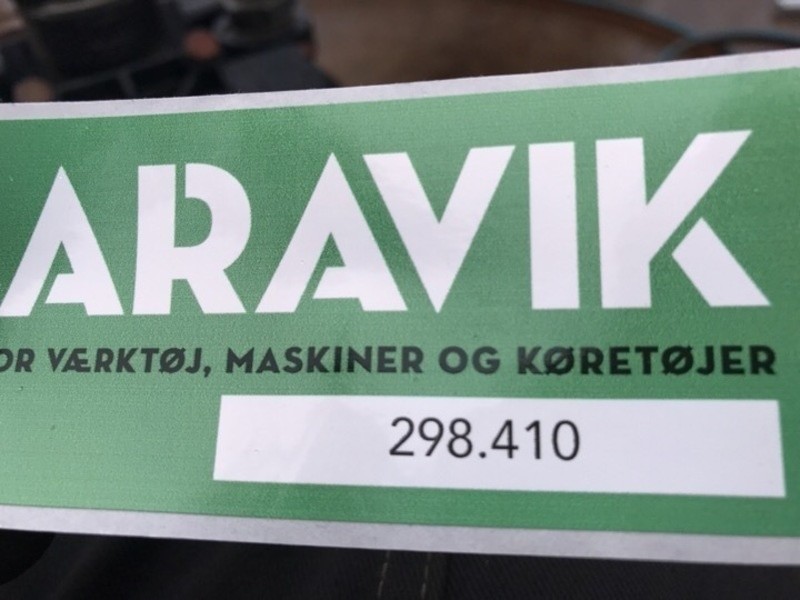 ARAVIK
OR VÆRKTØJ, MASKINER OG KØRETØJER
298.410